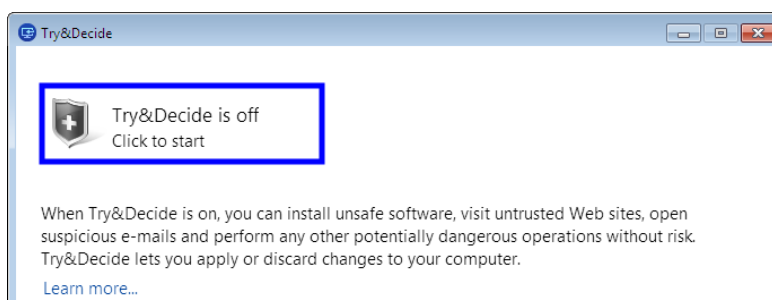 Try&Decide
Try&Decide is off
Click to start
When Try&Decide is on, you can install unsafe software, visit untrusted Web sites, open
suspicious e-mails and perform any other potentially dangerous operations without risk.
Try&Decide lets you apply or discard changes to your computer.
Learn more...